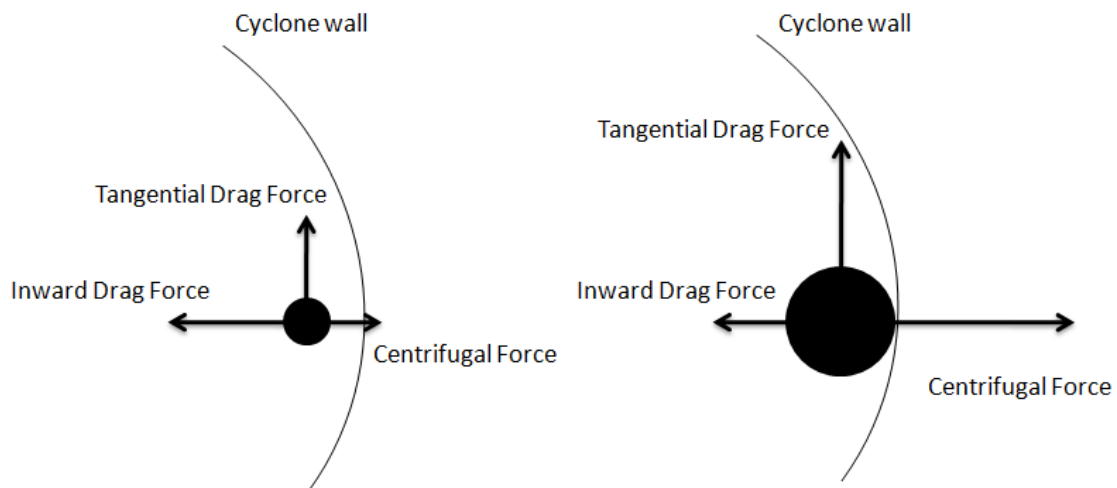 Cyclone wall
Tangential Drag Force
Inward Drag Force
Centrifugal Force
Cyclone wall
Tangential Drag Force
Inward Drag Force
Centrifugal Force